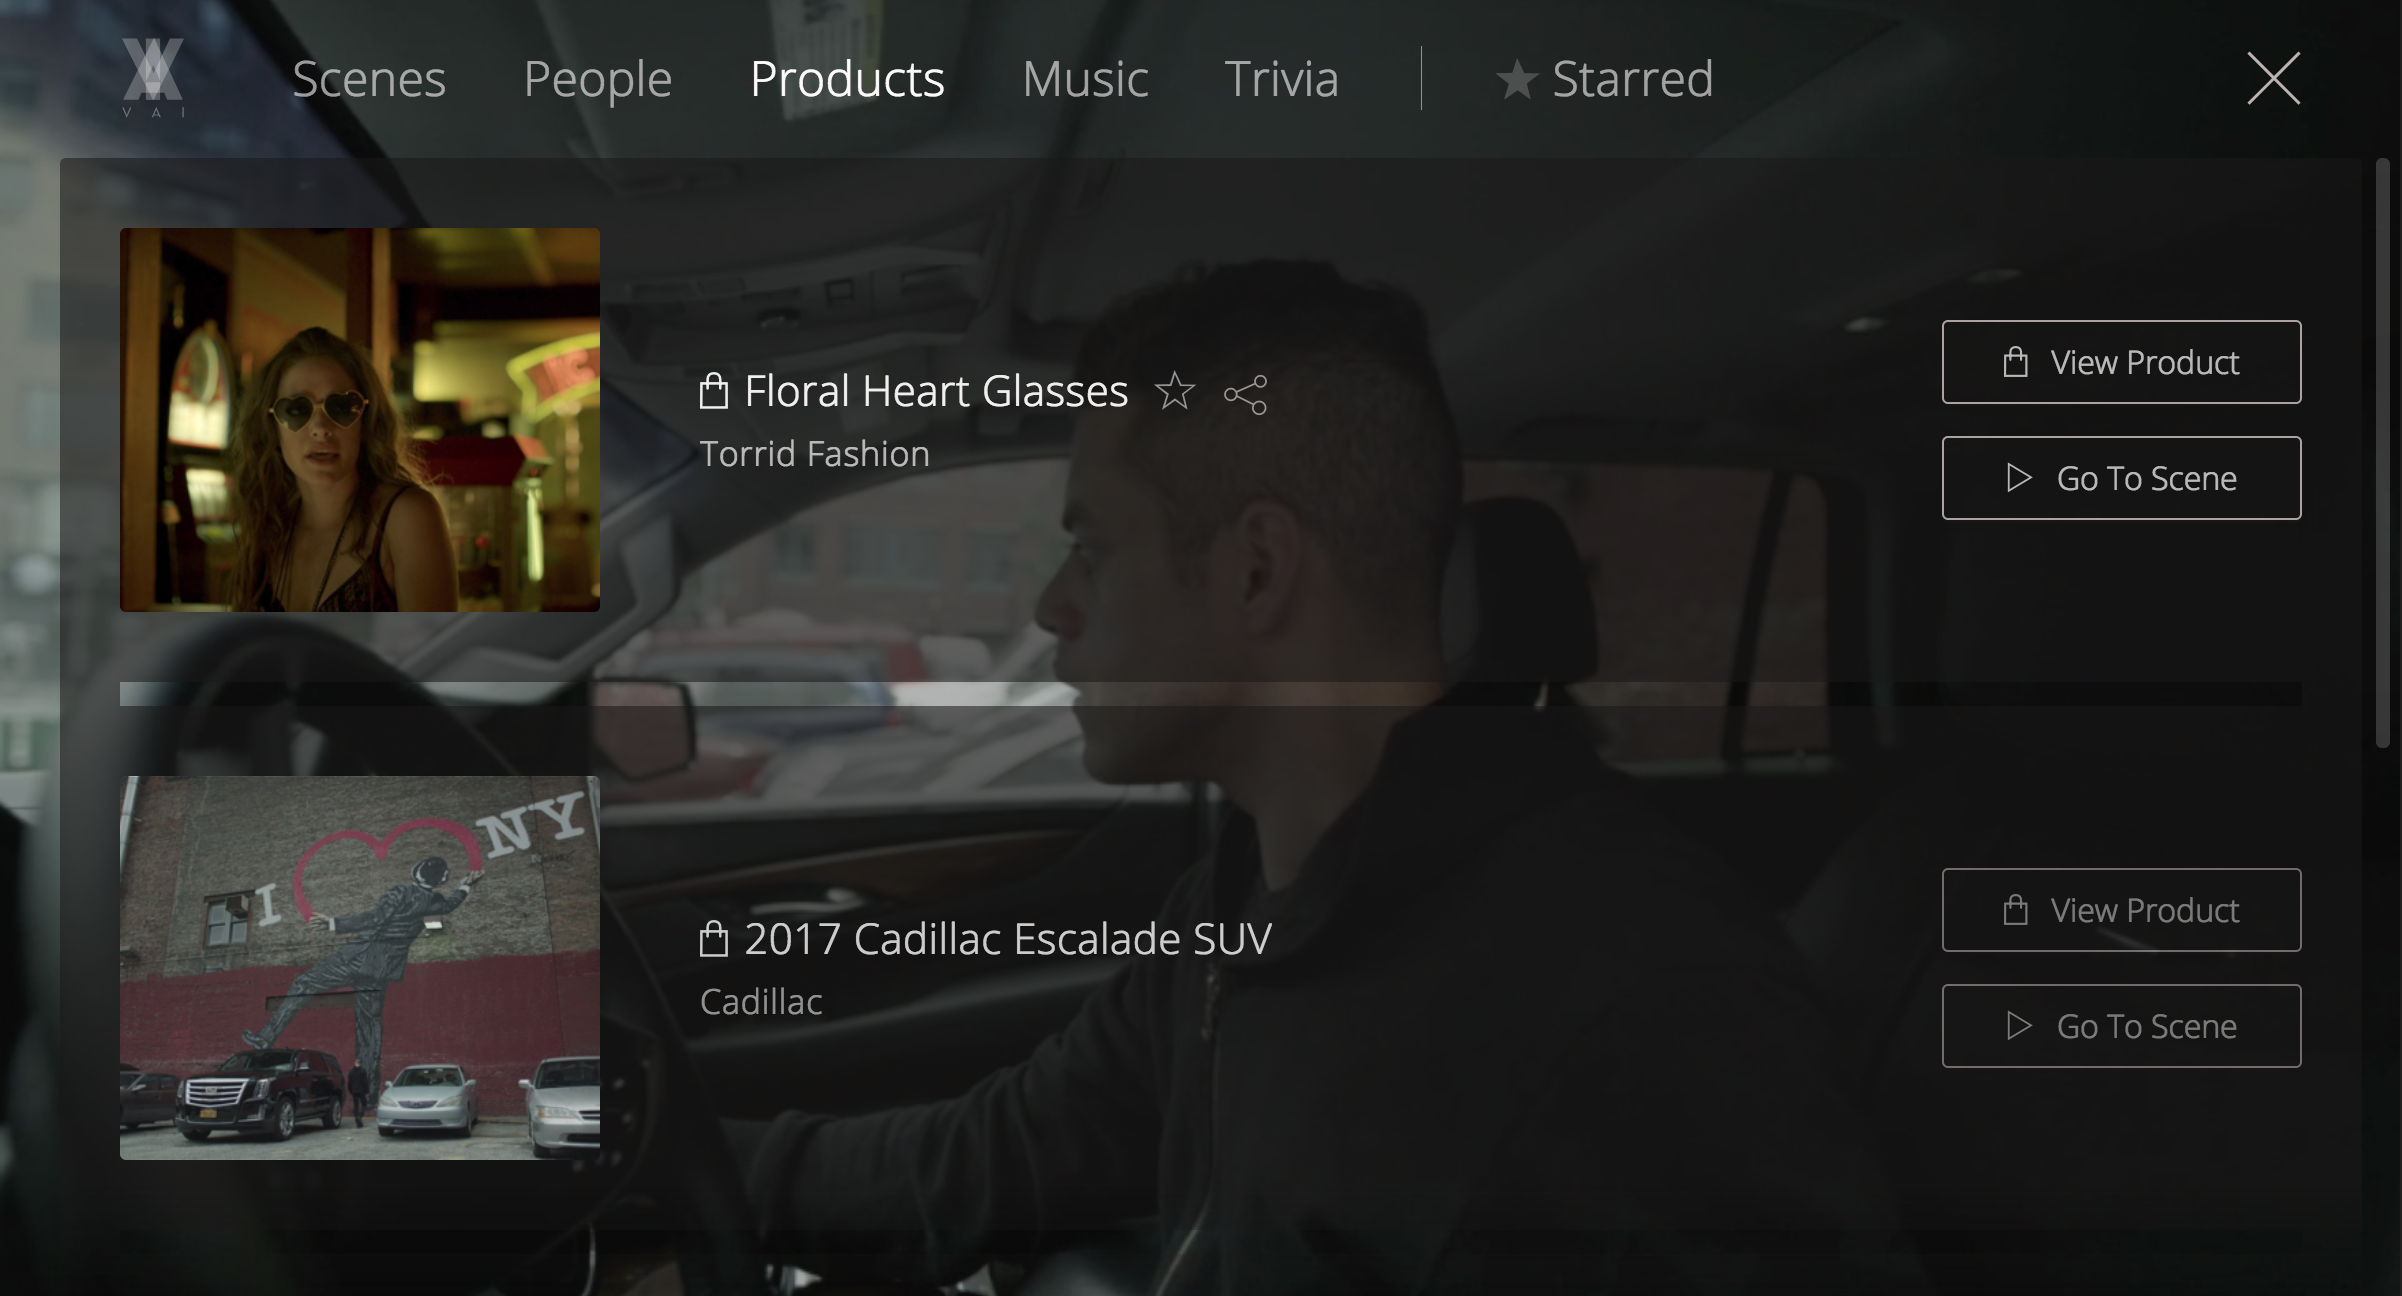 VAI
Scenes People Products Music Trivia Starred
Floral Heart Glasses
Torrid Fashion
View Product
Go To Scene
I NY
2017 Cadillac Escalade SUV
Cadillac
View Product
Go To Scene